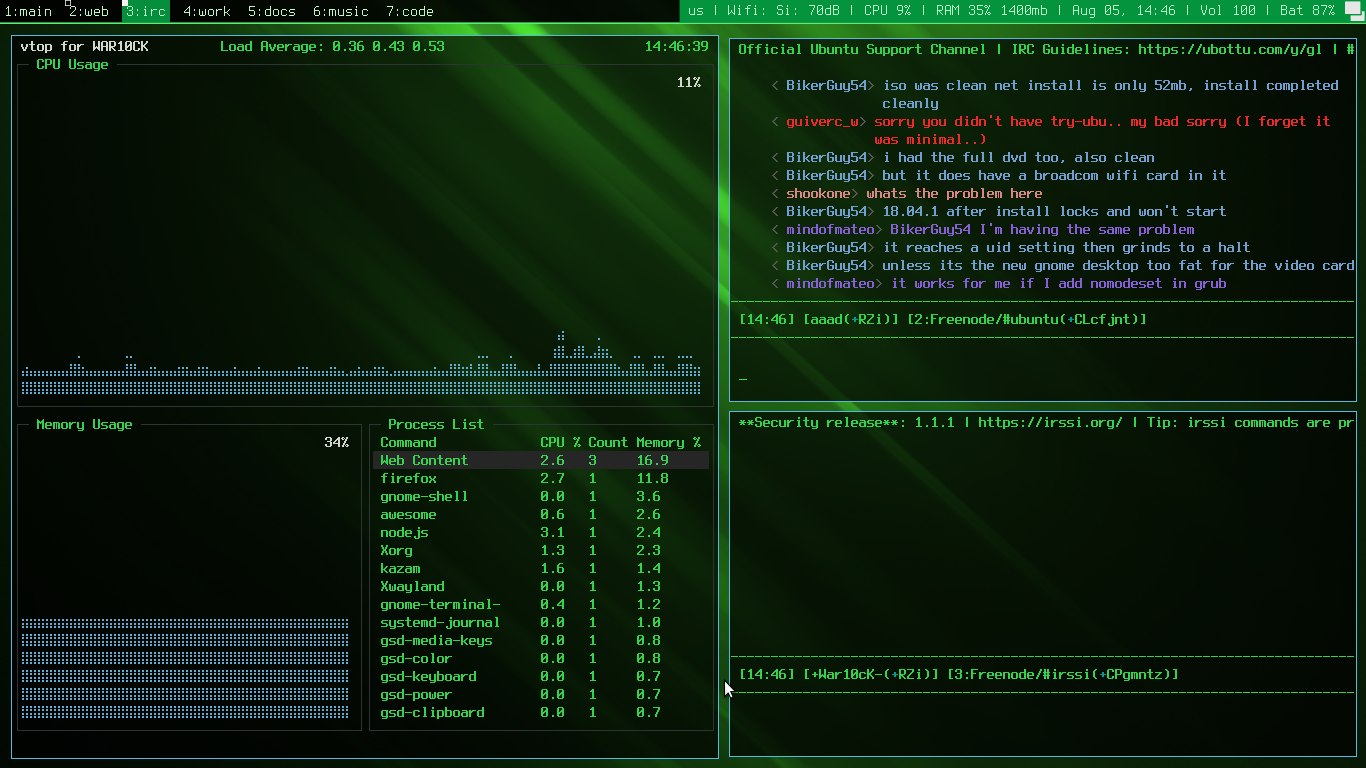 1:main 2:web 3:irc 4:work 5:docs 6:music 7:code
us | Wifi: Si: 70dB | CPU 9% | RAM 35% 1400mb | Aug 05, 14:46 | Vol 100 | Bat 87%
vtop for WAR10CK Load Average: 0.36 0.43 0.53 14:46:39
CPU Usage
11%
Memory Usage
34%
Process List
Command CPU % Count Memory %
Web Content 2.6 3 16.9
firefox 2.7 1 11.8
gnome-shell 0.0 1 3.6
awesome 0.6 1 2.6
nodejs 3.1 1 2.4
Xorg 1.3 1 2.3
kazam 1.6 1 1.4
Xwayland 0.0 1 1.3
gnome-terminal- 0.4 1 1.2
systemd-journal 0.0 1 1.0
gsd-media-keys 0.0 1 0.8
gsd-color 0.0 1 0.8
gsd-keyboard 0.0 1 0.7
gsd-power 0.0 1 0.7
gsd-clipboard 0.0 1 0.7
Official Ubuntu Support Channel | IRC Guidelines: https://ubottu.com/y/gl | #
< BikerGuy54> iso was clean net install is only 52mb, install completed
cleanly
< guiverc_w> sorry you didn't have try-ubu.. my bad sorry (I forget it
was minimal..)
< BikerGuy54> i had the full dvd too, also clean
< BikerGuy54> but it does have a broadcom wifi card in it
< shookone> whats the problem here
< BikerGuy54> 18.04.1 after install locks and won't start
< mindofmateo> BikerGuy54 I'm having the same problem
< BikerGuy54> it reaches a uid setting then grinds to a halt
< BikerGuy54> unless its the new gnome desktop too fat for the video card
< mindofmateo> it works for me if I add nomodeset in grub
[14:46] [aaad(+RZi)] [2:Freenode/#ubuntu(+CLcfjnt)]
_
**Security release**: 1.1.1 | https://irssi.org/ | Tip: irssi commands are pr
[14:46] [+War10cK-(+RZi)] [3:Freenode/#irssi(+CPgmntz)]